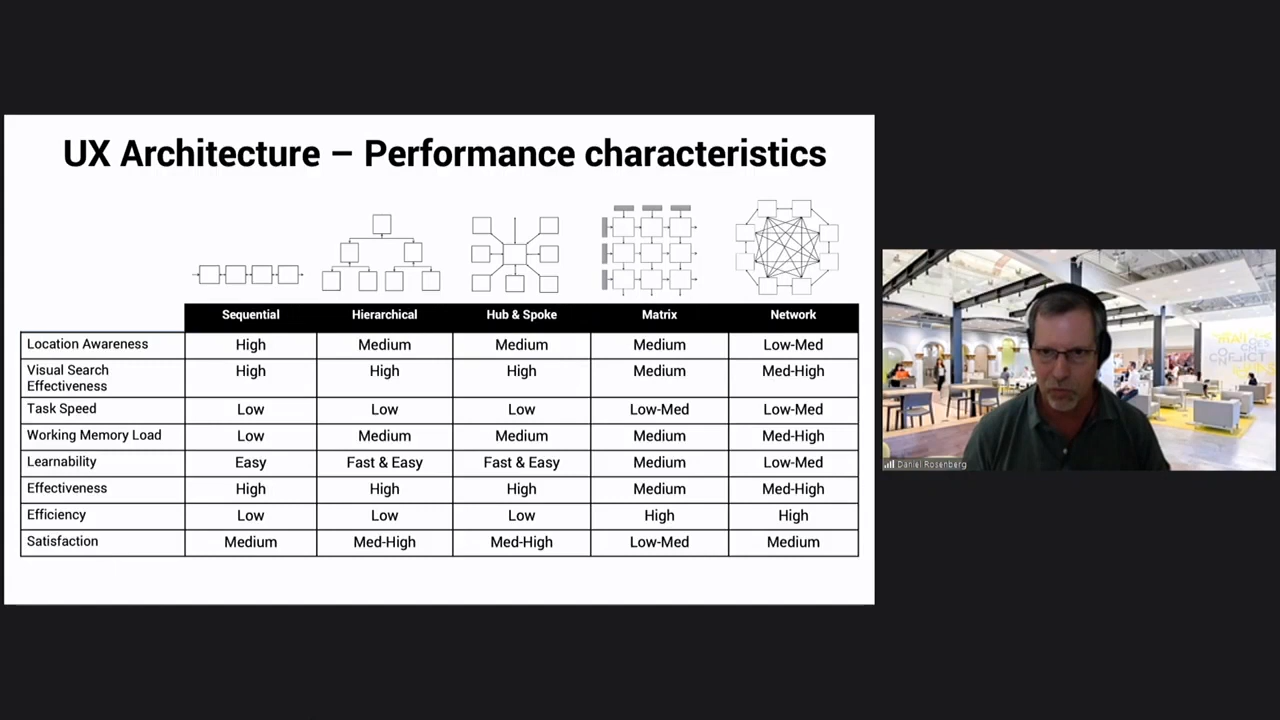 UX Architecture – Performance characteristics
Sequential Hierarchical Hub & Spoke Matrix Network
Location Awareness High Medium Medium Medium Low-Med
Visual Search
Effectiveness High High High Medium Med-High
Task Speed Low Low Low Low-Med Low-Med
Working Memory Load Low Medium Medium Medium Med-High
Learnability Easy Fast & Easy Fast & Easy Medium Low-Med
Effectiveness High High High Medium Med-High
Efficiency Low Low Low High High
Satisfaction Medium Med-High Med-High Low-Med Medium
Daniel Rosenberg